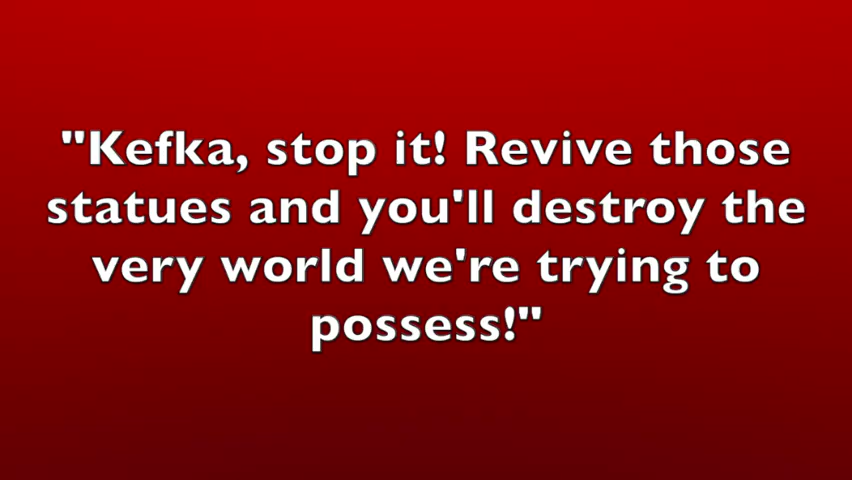 "Kefka, stop it! Revive those
statues and you'll destroy the
very world we're trying to
possess!"